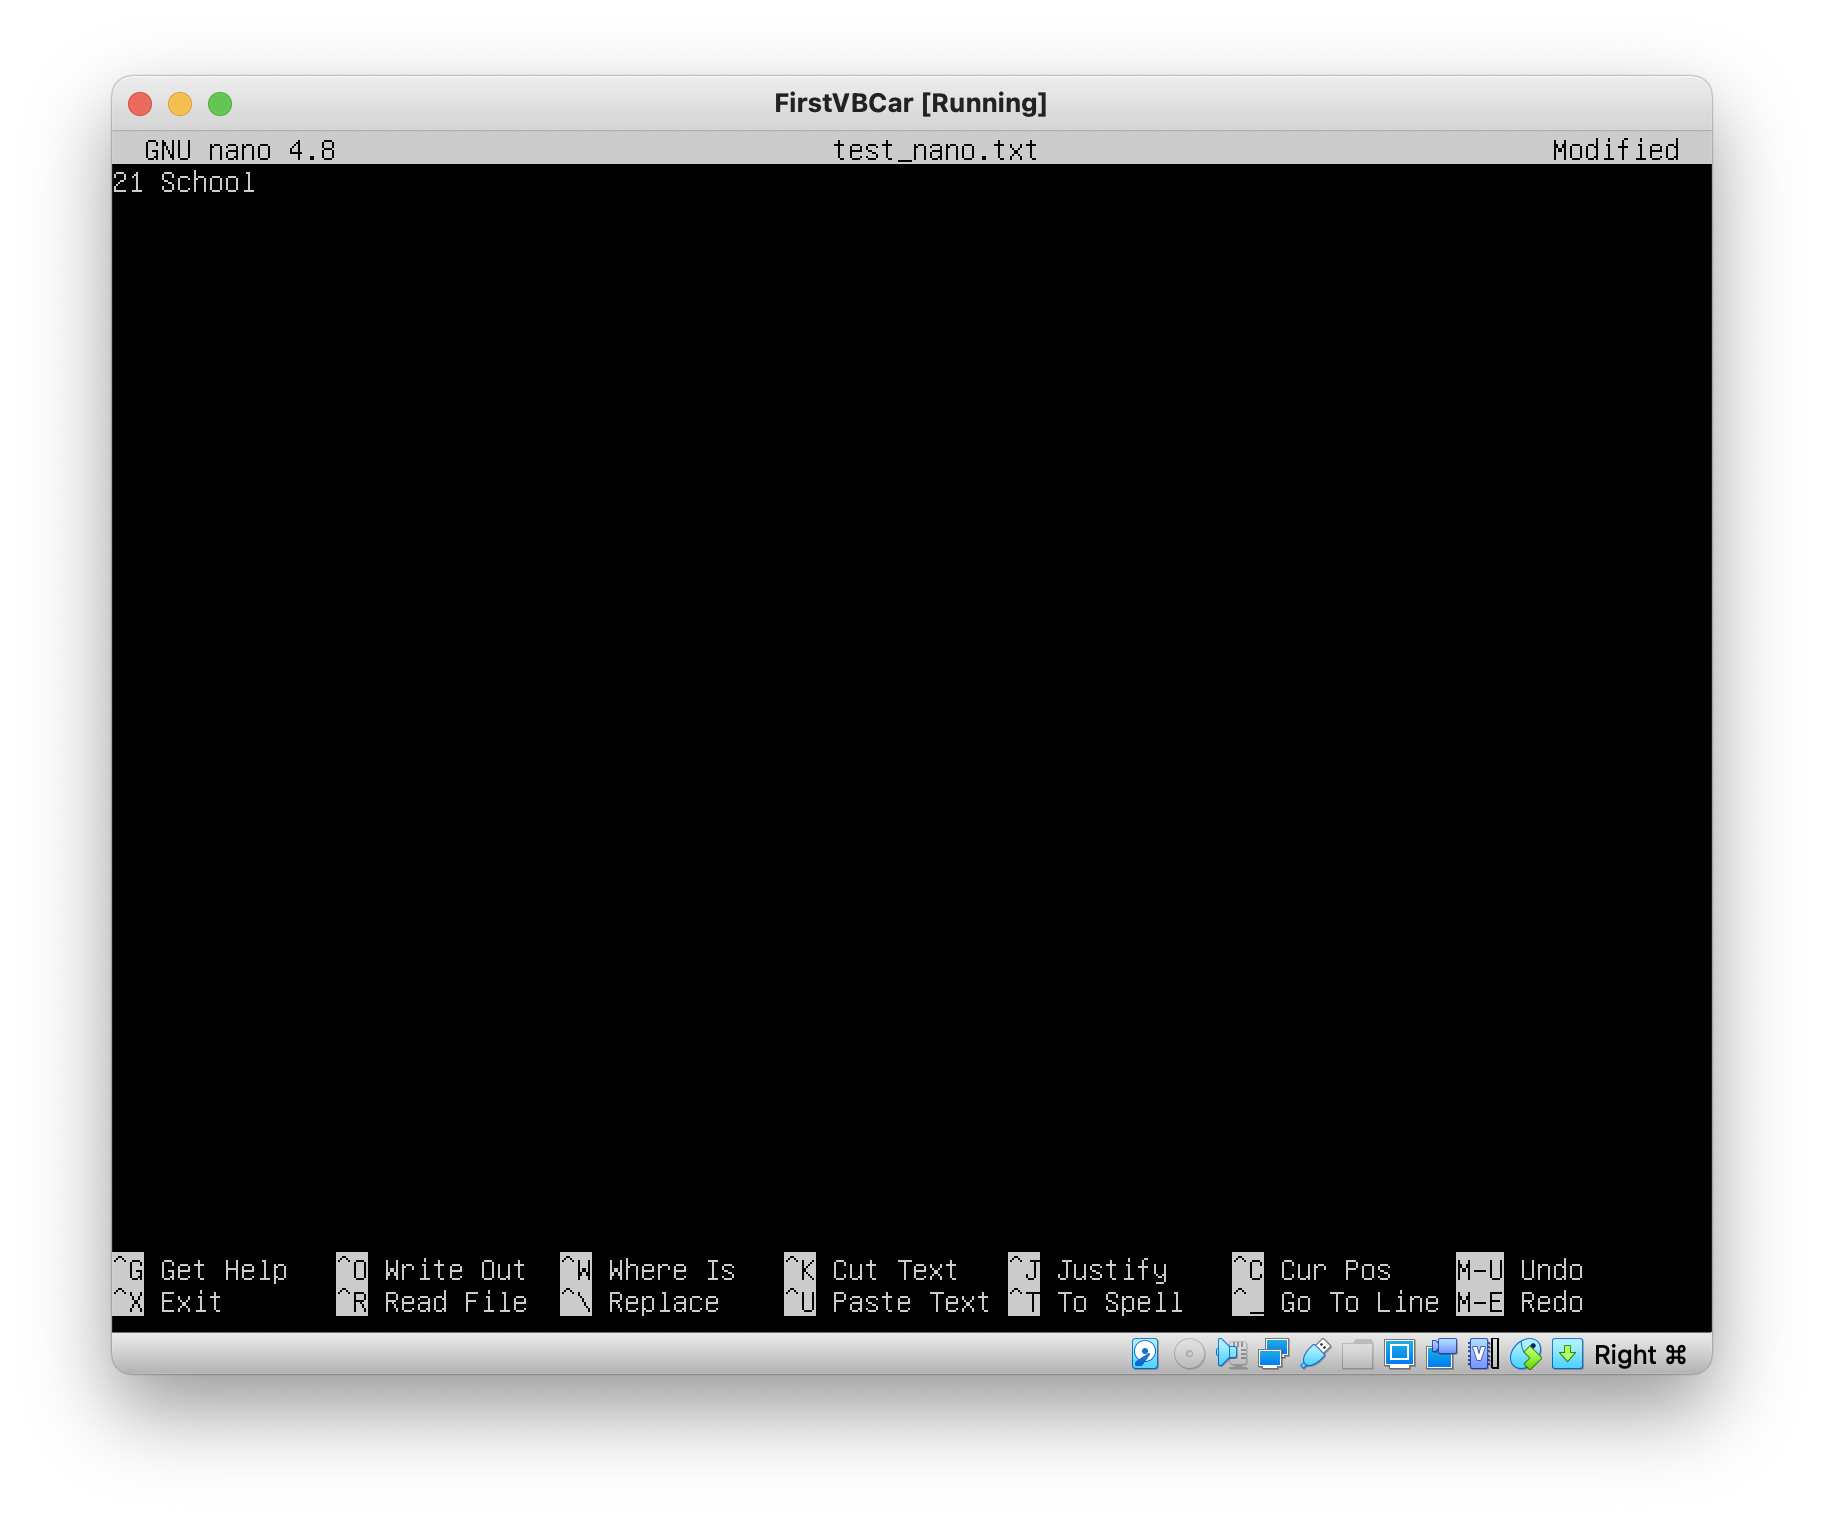 FirstVBCar [Running]
GNU nano 4.8 test_nano.txt Modified
21 School
^G Get Help ^O Write Out ^W Where Is ^K Cut Text ^J Justify ^C Cur Pos M-U Undo
^X Exit ^R Read File ^\ Replace ^U Paste Text ^T To Spell ^_ Go To Line M-E Redo
Right ⌘